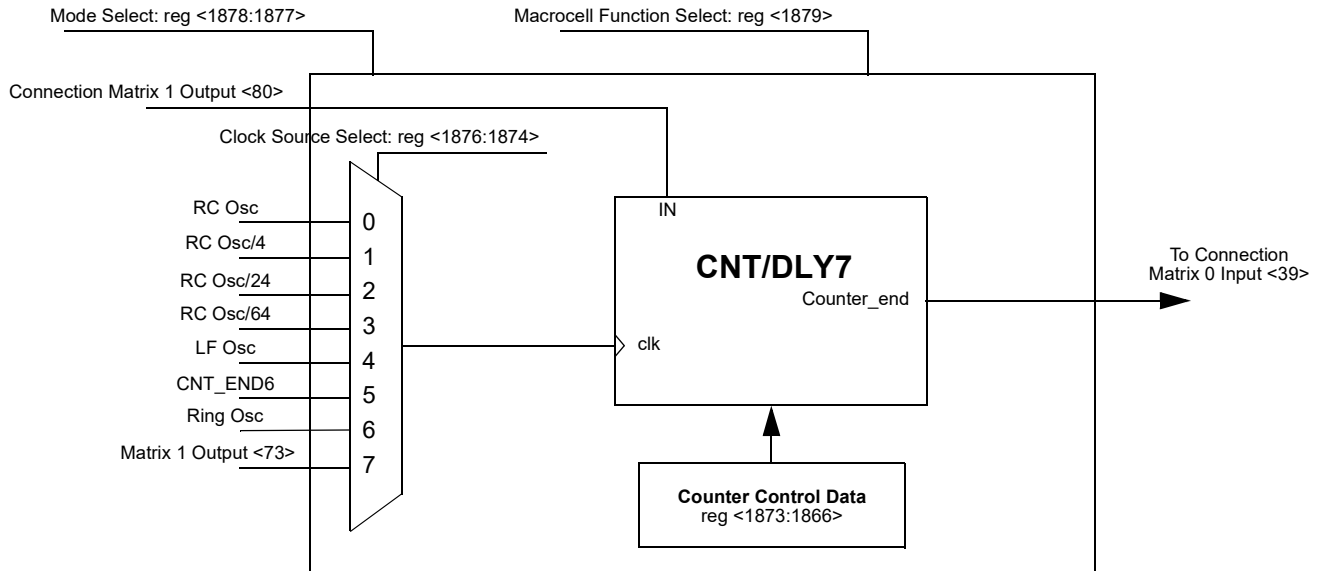 Mode Select: reg <1878:1877>
Macrocell Function Select: reg <1879>
Connection Matrix 1 Output <80>
Clock Source Select: reg <1876:1874>
RC Osc
0
RC Osc/4
1
RC Osc/24
2
RC Osc/64
3
LF Osc
4
CNT_END6
5
Ring Osc
6
Matrix 1 Output <73>
7
IN
CNT/DLY7
Counter_end
clk
To Connection
Matrix 0 Input <39>
Counter Control Data
reg <1873:1866>